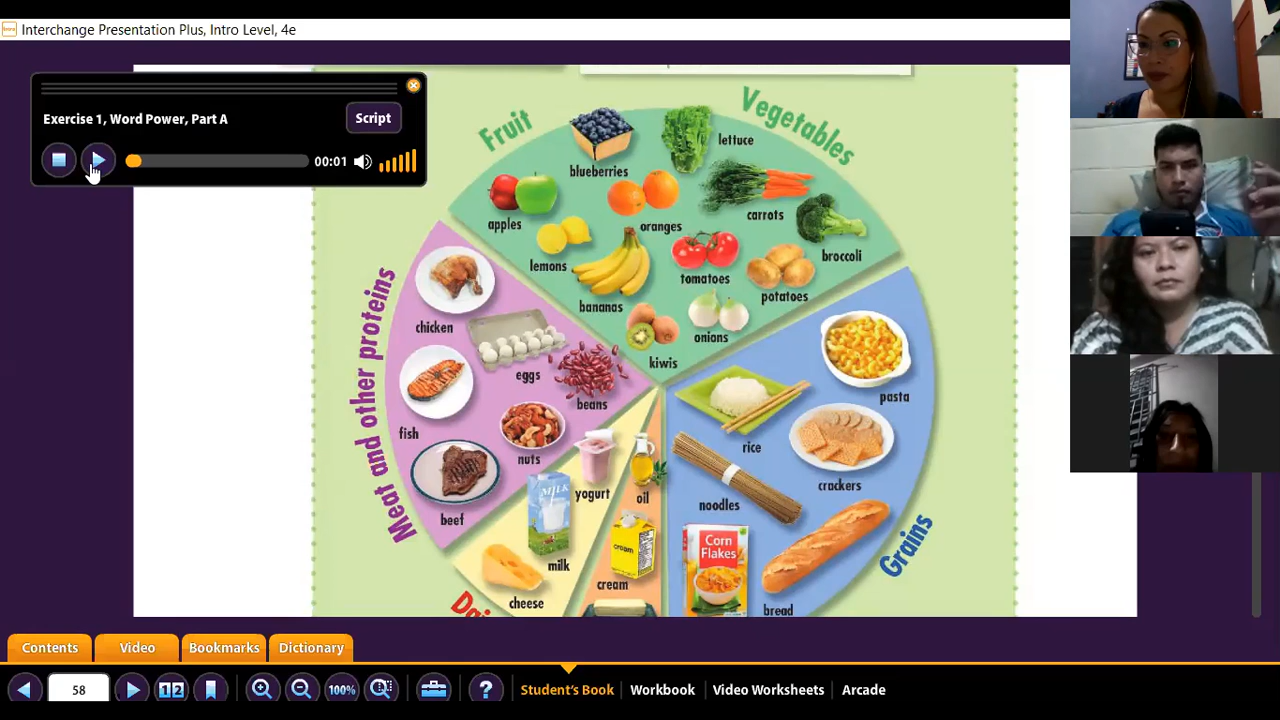 Interchange Presentation Plus, Intro Level, 4e
Exercise 1, Word Power, Part A
Script
00:01
Fruit
Vegetables
blueberries
lettuce
apples
oranges
carrots
lemons
tomatoes
broccoli
bananas
potatoes
onions
kiwis
Meat and other proteins
chicken
eggs
beans
fish
nuts
beef
yogurt
MILK
milk
cheese
oil
cream
cream
rice
pasta
crackers
noodles
Corn
Flakes
bread
Grains
Dai
Contents
Video
Bookmarks
Dictionary
58
12
100%
?
Student's Book
Workbook
Video Worksheets
Arcade